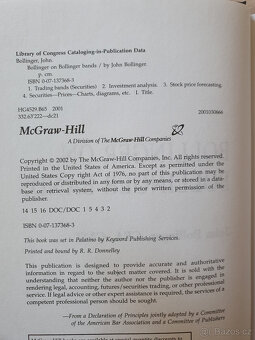 Library of Congress Cataloging-in-Publication Data
Bollinger, John.
Bollinger on Bollinger bands / by John Bollinger.
p. cm.
ISBN 0-07-137368-3
1. Trading bands (Securities) 2. Investment analysis. 3. Stock price forecasting.
4. Securities—Prices—Charts, diagrams, etc. I. Title.
HG4529.B65 2001
332.63'222—dc21 2001030666
McGraw-Hill
A Division of The McGraw-Hill Companies
Copyright © 2002 by The McGraw-Hill Companies, Inc. All rights reserved.
Printed in the United States of America. Except as permitted under the
United States Copyright Act of 1976, no part of this publication may be
reproduced or distributed in any form or by any means, or stored in a data-
base or retrieval system, without the prior written permission of the
publisher.
14 15 16 DOC/DOC 1 5 4 3 2
ISBN 0-07-137368-3
This book was set in Palatino by Keyword Publishing Services.
Printed and bound by R. R. Donnelley
This publication is designed to provide accurate and authoritative
information in regard to the subject matter covered. It is sold with the
understanding that neither the author nor the publisher is engaged in
rendering legal, accounting, futures/securities trading, or other professional
service. If legal advice or other expert assistance is required, the services of a
competent professional person should be sought.
—From a Declaration of Principles jointly adopted by a Committee of
the American Bar Association and a Committee of Publishers